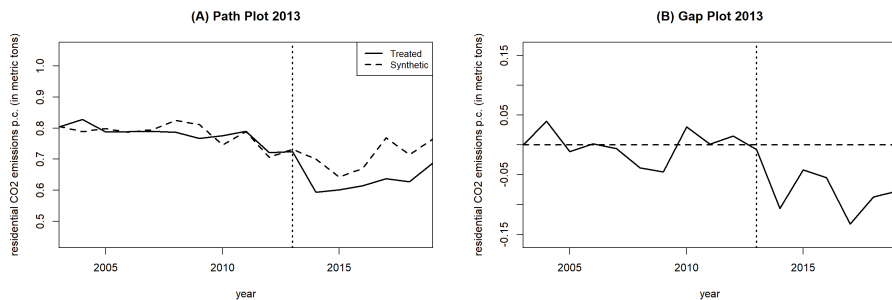 (A) Path Plot 2013
residential CO2 emissions p.c. (in metric tons)
1.0
0.9
0.8
0.7
0.6
0.5
Treated
Synthetic
2005
2010
2015
year
(B) Gap Plot 2013
residential CO2 emissions p.c. (in metric tons)
0.15
0.05
-0.05
-0.15
2005
2010
2015
year